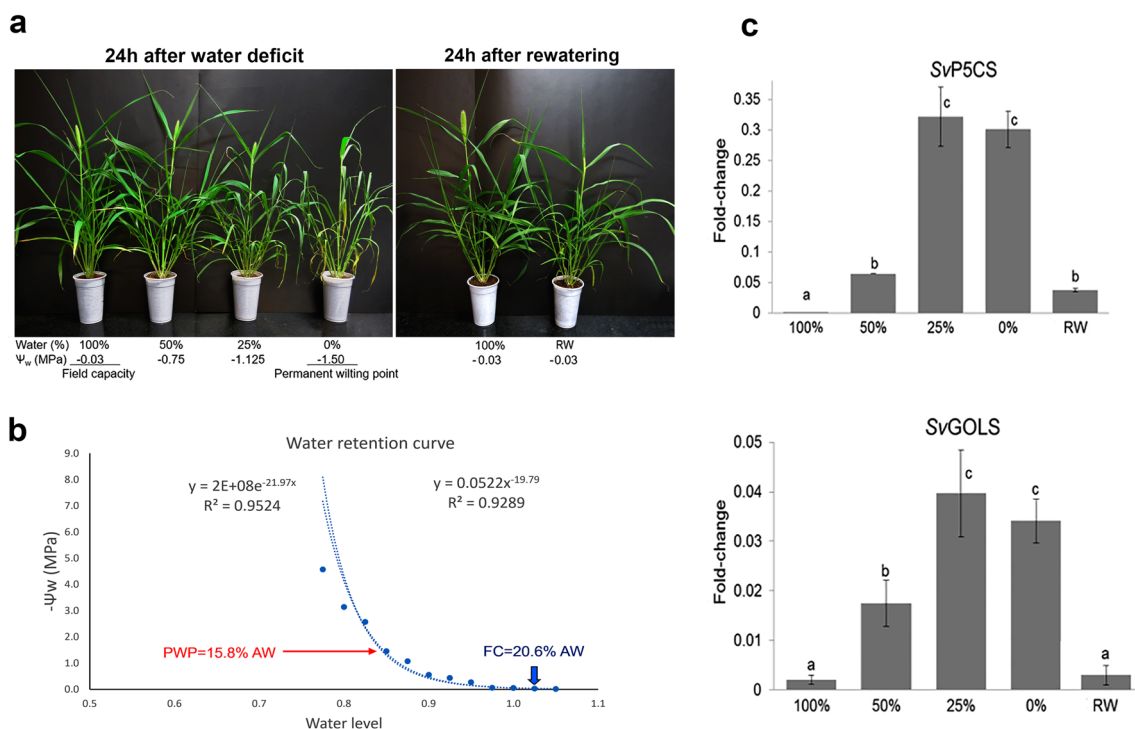 a
24h after water deficit
24h after rewatering
Water (%) 100% 50% 25% 0% 100% RW
Ψw (MPa) -0.03 -0.75 -1.125 -1.50 -0.03 -0.03
Field capacity Permanent wilting point
b
Water retention curve
y = 2E+08e^-21.97x
R² = 0.9524
y = 0.0522x^-19.79
R² = 0.9289
-Ψw (MPa)
9.0
8.0
7.0
6.0
5.0
4.0
3.0
2.0
1.0
0.0
PWP=15.8% AW
FC=20.6% AW
0.5 0.6 0.7 0.8 0.9 1.0 1.1
Water level
c
SvP5CS
Fold-change
0.35
0.3
0.25
0.2
0.15
0.1
0.05
0
a b c c b
100% 50% 25% 0% RW
SvGOLS
Fold-change
0.05
0.04
0.03
0.02
0.01
0
a b c c a
100% 50% 25% 0% RW